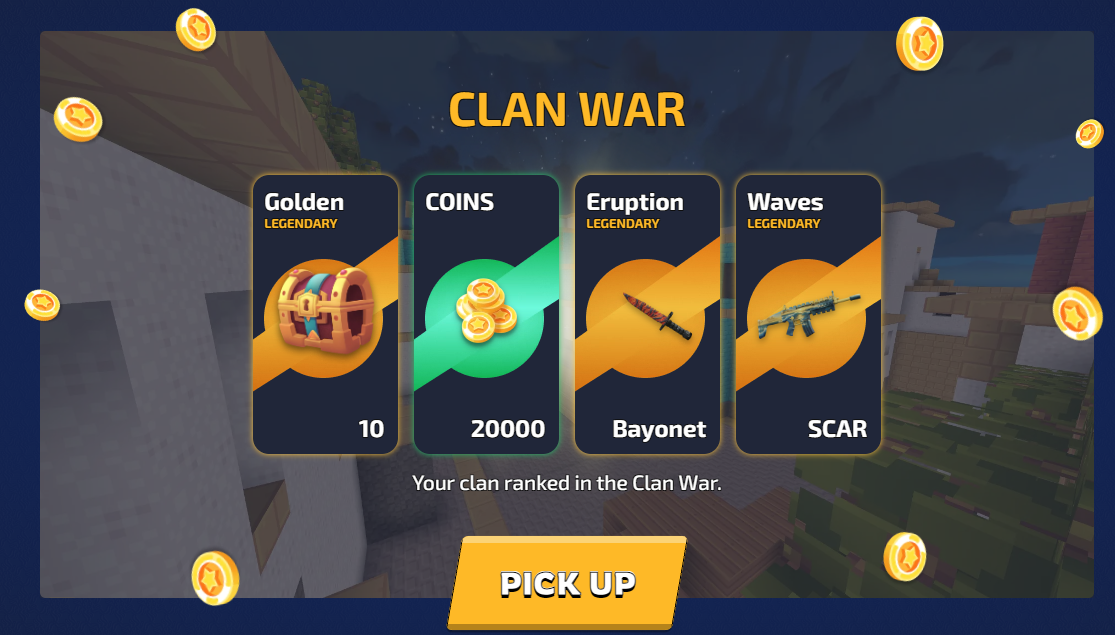 CLAN WAR
Golden
LEGENDARY
10
COINS
20000
Eruption
LEGENDARY
Bayonet
Waves
LEGENDARY
SCAR
Your clan ranked in the Clan War.
PICK UP